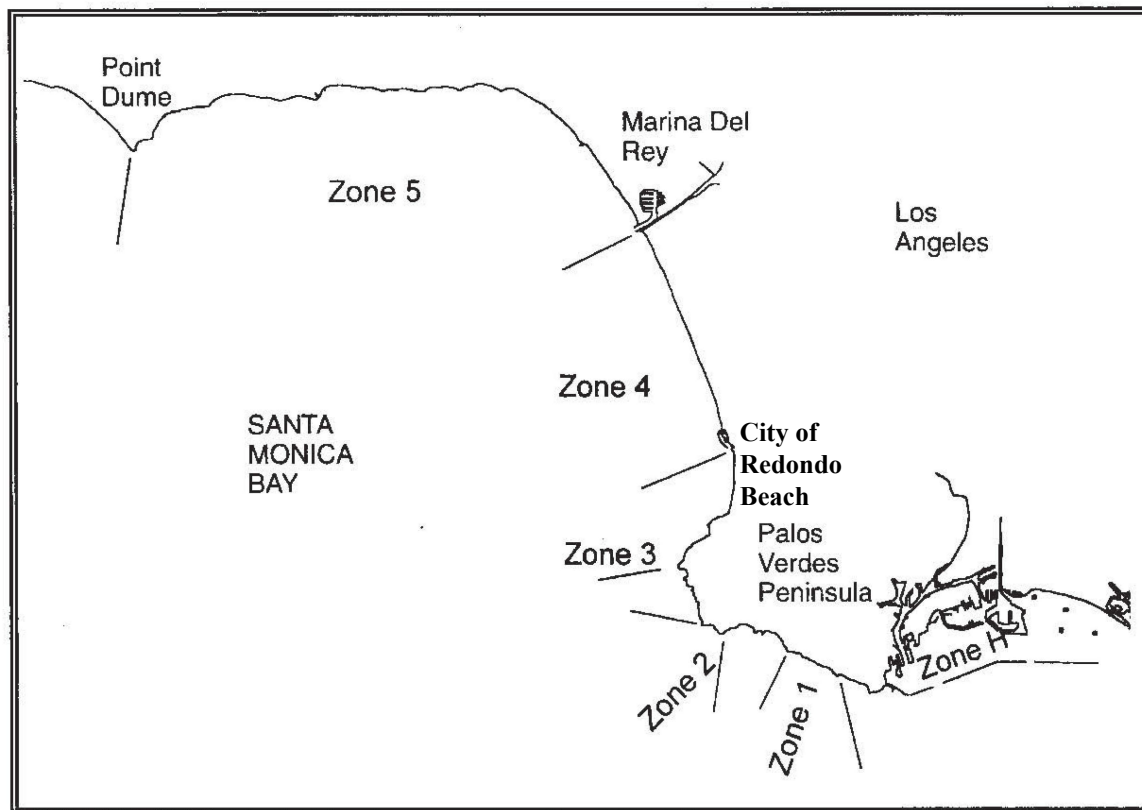 Point
Dume
Marina Del
Rey
Zone 5
Los
Angeles
Zone 4
SANTA
MONICA
BAY
City of
Redondo
Beach
Zone 3
Palos
Verdes
Peninsula
Zone H
Zone 2
Zone 1